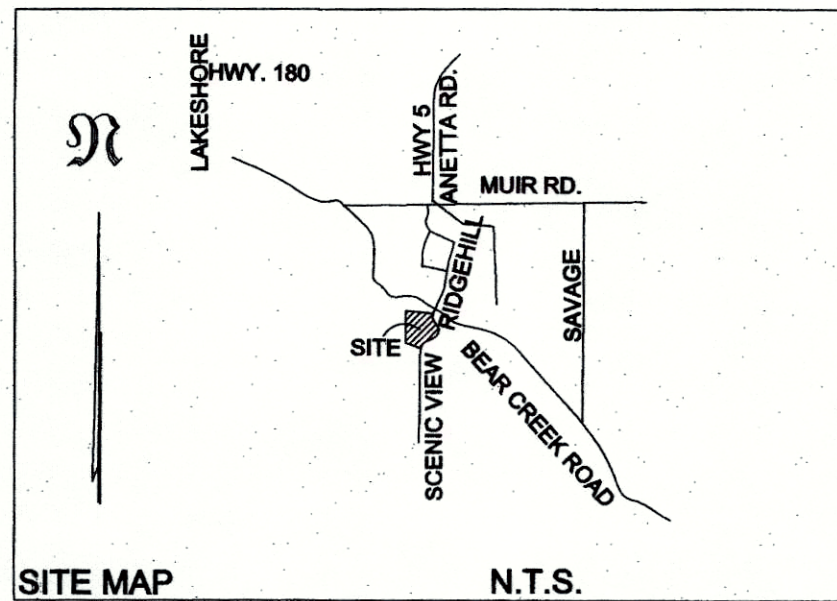 LAKESHORE
HWY. 180
N
HWY 5
ANETTA RD.
MUIR RD.
RIDGEHILL
SAVAGE
SITE
SCENIC VIEW
BEAR CREEK ROAD
SITE MAP
N.T.S.